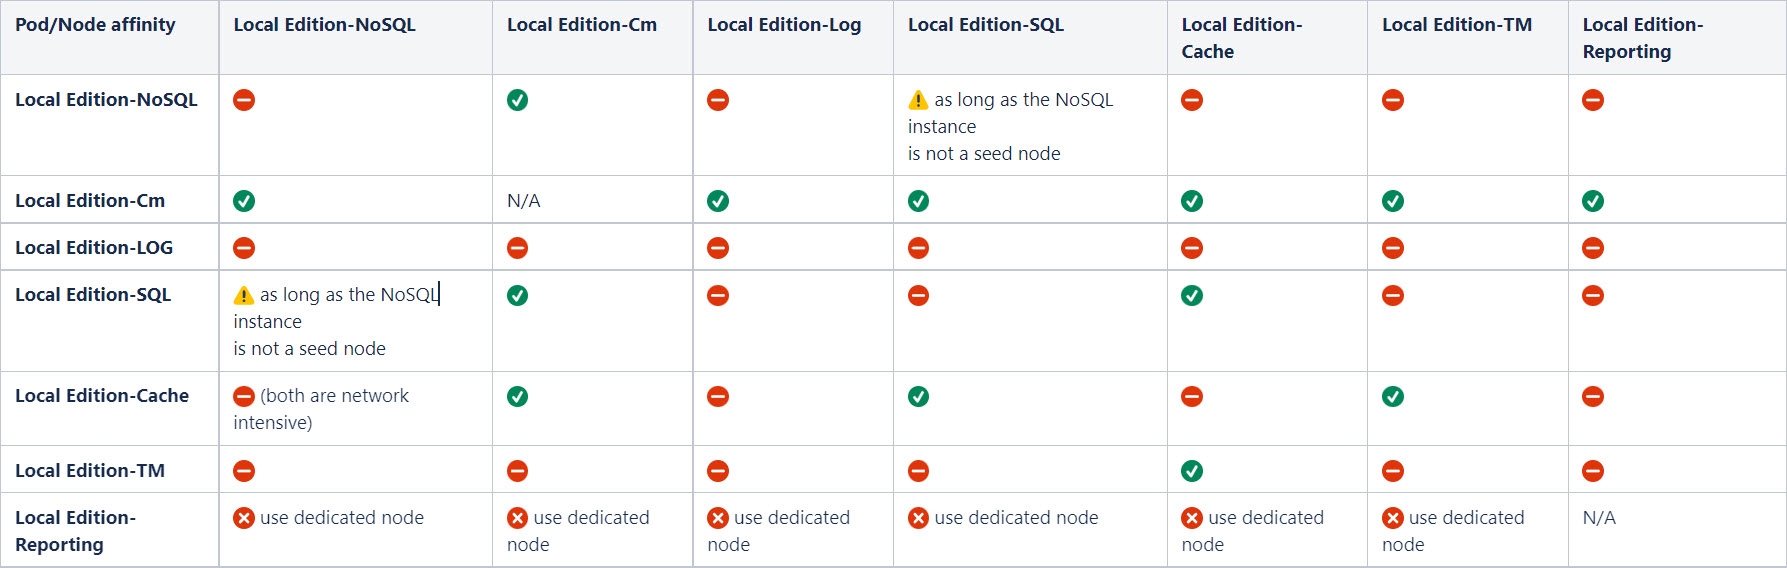 Pod/Node affinity
Local Edition-NoSQL
Local Edition-Cm
Local Edition-Log
Local Edition-SQL
Local Edition-
Cache
Local Edition-TM
Local Edition-
Reporting
Local Edition-NoSQL
as long as the NoSQL
instance
is not a seed node
Local Edition-Cm
N/A
Local Edition-LOG
Local Edition-SQL
as long as the NoSQL
instance
is not a seed node
Local Edition-Cache
(both are network
intensive)
Local Edition-TM
Local Edition-
Reporting
use dedicated node
use dedicated
node
use dedicated
node
use dedicated node
use dedicated
node
use dedicated
node
N/A